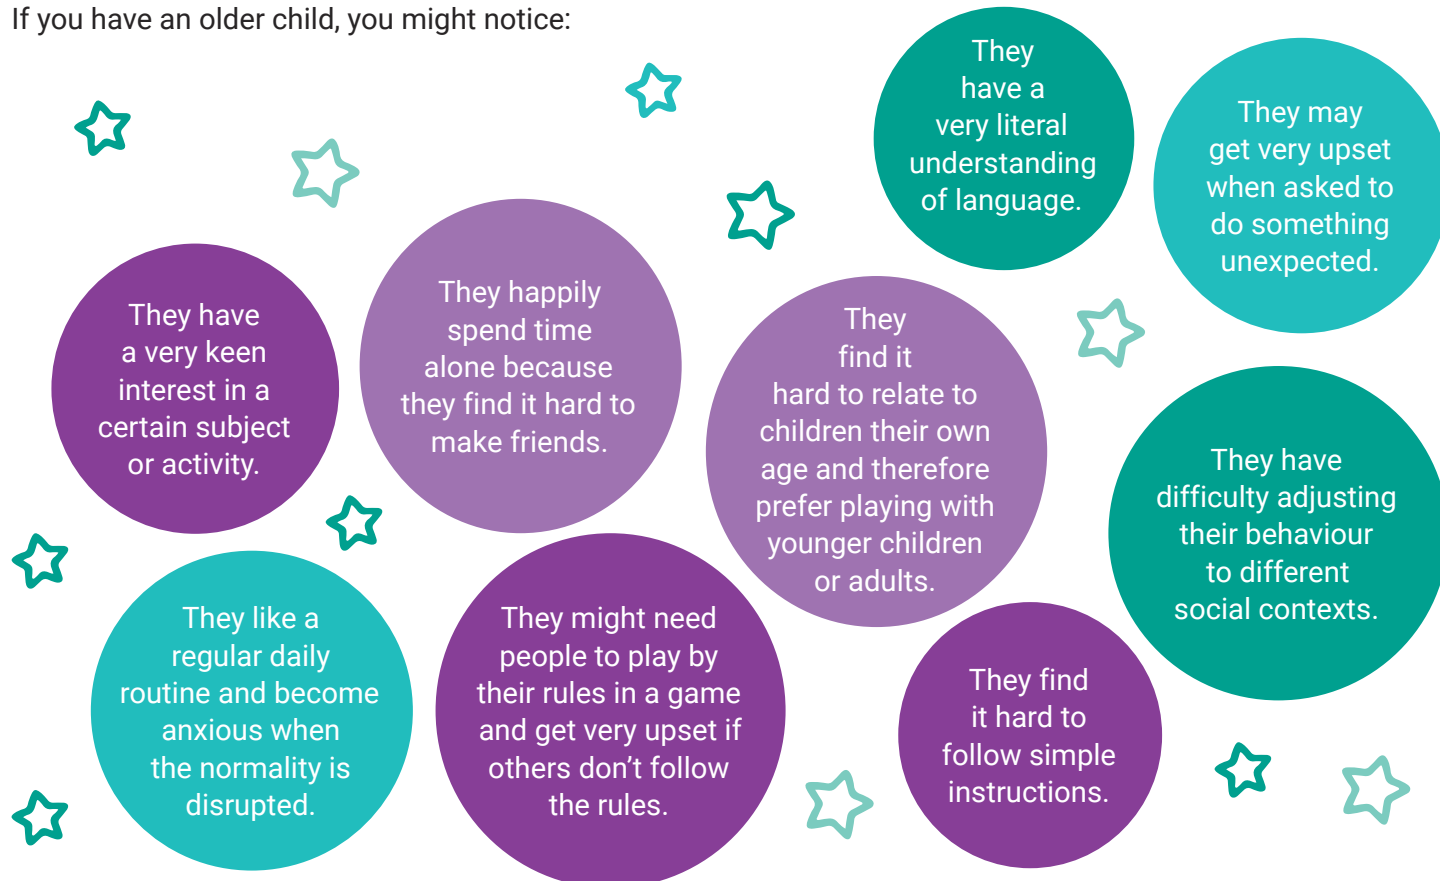 If you have an older child, you might notice:
They
have a
very literal
understanding
of language.
They may
get very upset
when asked to
do something
unexpected.
They have
a very keen
interest in a
certain subject
or activity.
They happily
spend time
alone because
they find it hard to
make friends.
They
find it
hard to relate to
children their own
age and therefore
prefer playing with
younger children
or adults.
They have
difficulty adjusting
their behaviour
to different
social contexts.
They like a
regular daily
routine and become
anxious when
the normality is
disrupted.
They might need
people to play by
their rules in a game
and get very upset if
others don’t follow
the rules.
They find
it hard to
follow simple
instructions.